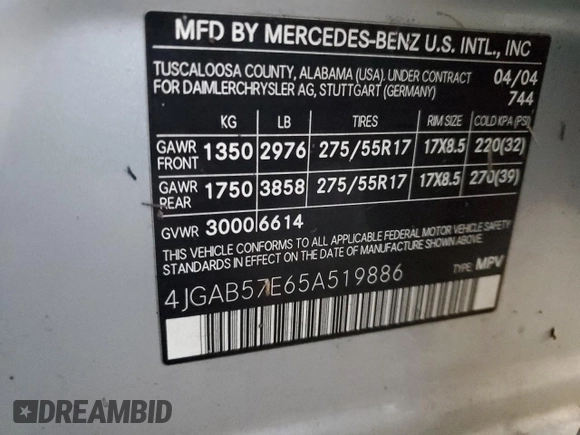 MFD BY MERCEDES-BENZ U.S. INTL., INC
TUSCALOOSA COUNTY, ALABAMA (USA). UNDER CONTRACT 04/04
FOR DAIMLERCHRYSLER AG, STUTTGART (GERMANY) 744
KG LB TIRES RIM SIZE COLD KPA (PSI)
GAWR FRONT 1350 2976 275/55R17 17X8.5 220(32)
GAWR REAR 1750 3858 275/55R17 17X8.5 270(39)
GVWR 3000 6614
THIS VEHICLE CONFORMS TO ALL APPLICABLE FEDERAL MOTOR VEHICLE SAFETY
STANDARDS IN EFFECT ON THE DATE OF MANUFACTURE SHOWN ABOVE.
4JGAB57E65A519886 TYPE: MPV
DREAMBID